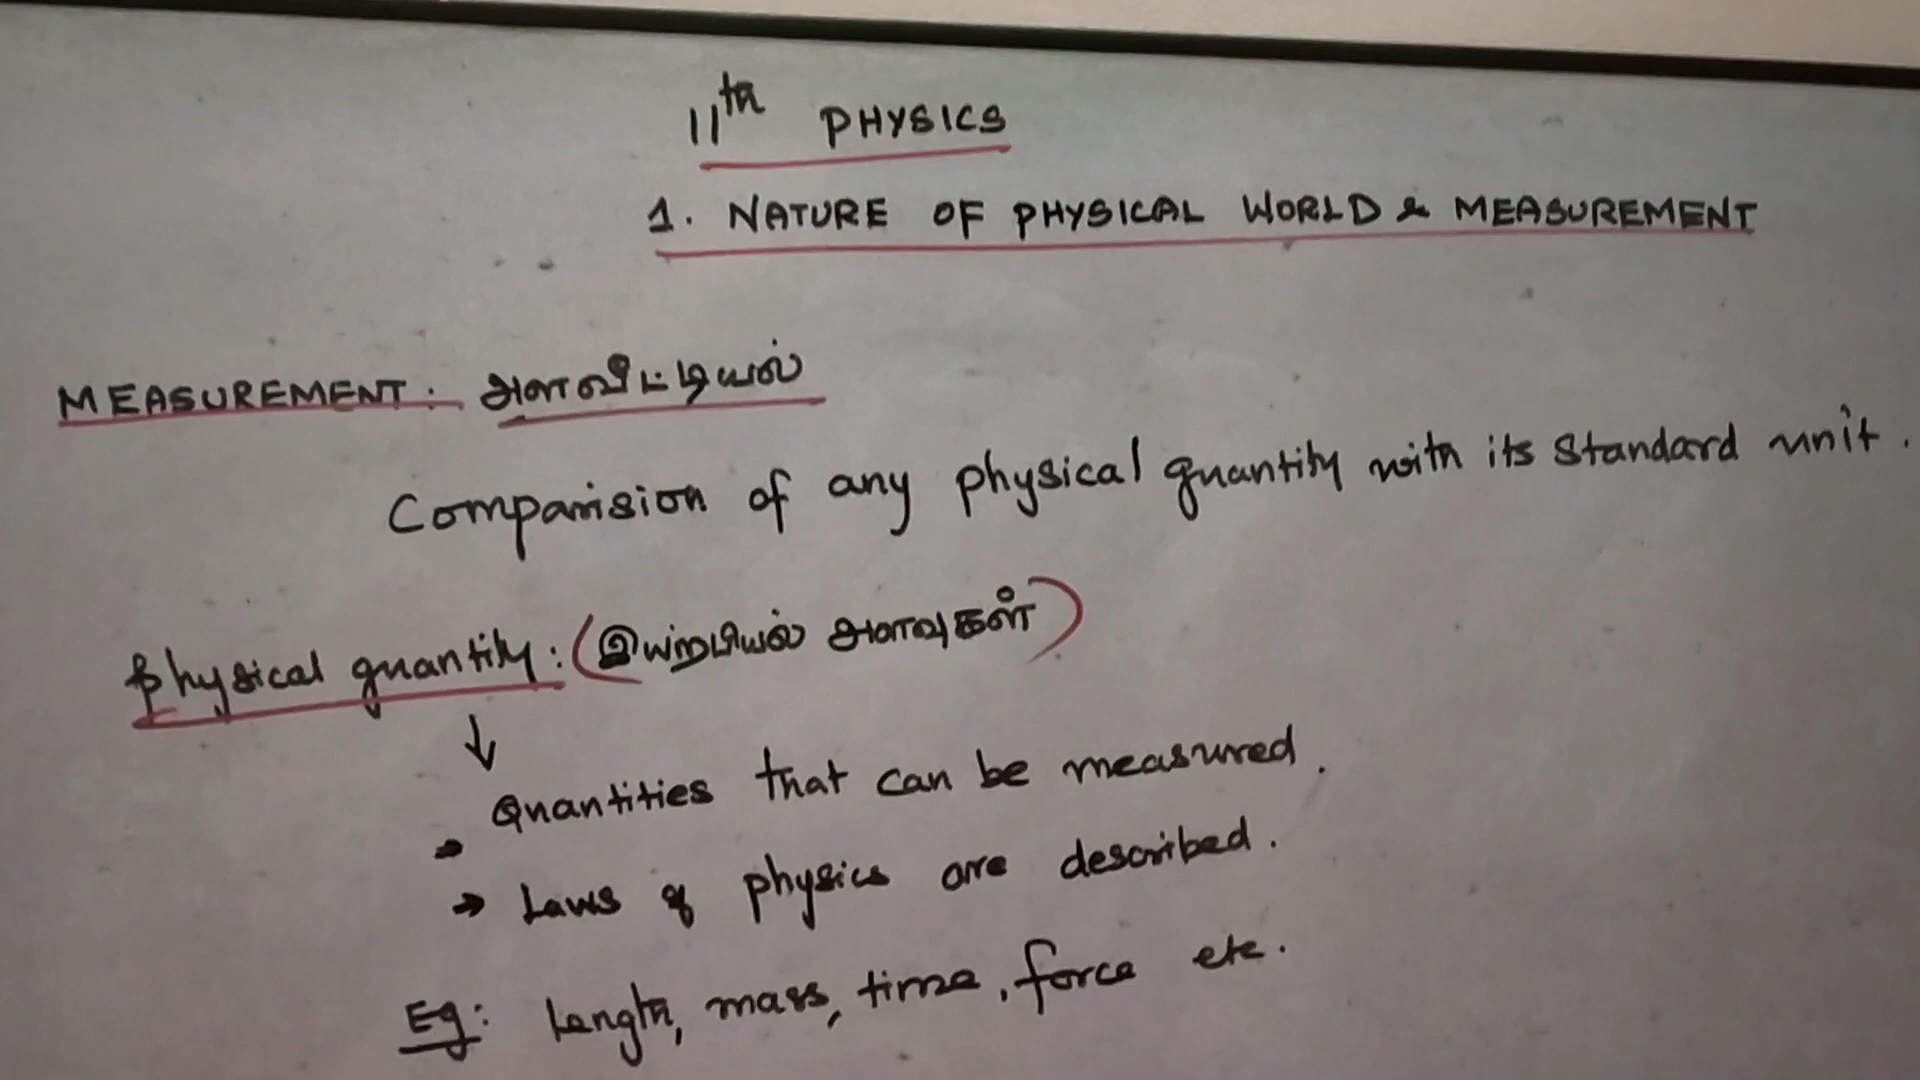 11th PHYSICS
1. NATURE OF PHYSICAL WORLD & MEASUREMENT
MEASUREMENT: அளவீட்டியல்
Comparision of any physical quantity with its standard unit.
Physical quantity: (இயற்பியல் அளவுகள்)
↓
Quantities that can be measured.
→
→ Laws of physics are described.
Eg: Length, mass, time, force etc.